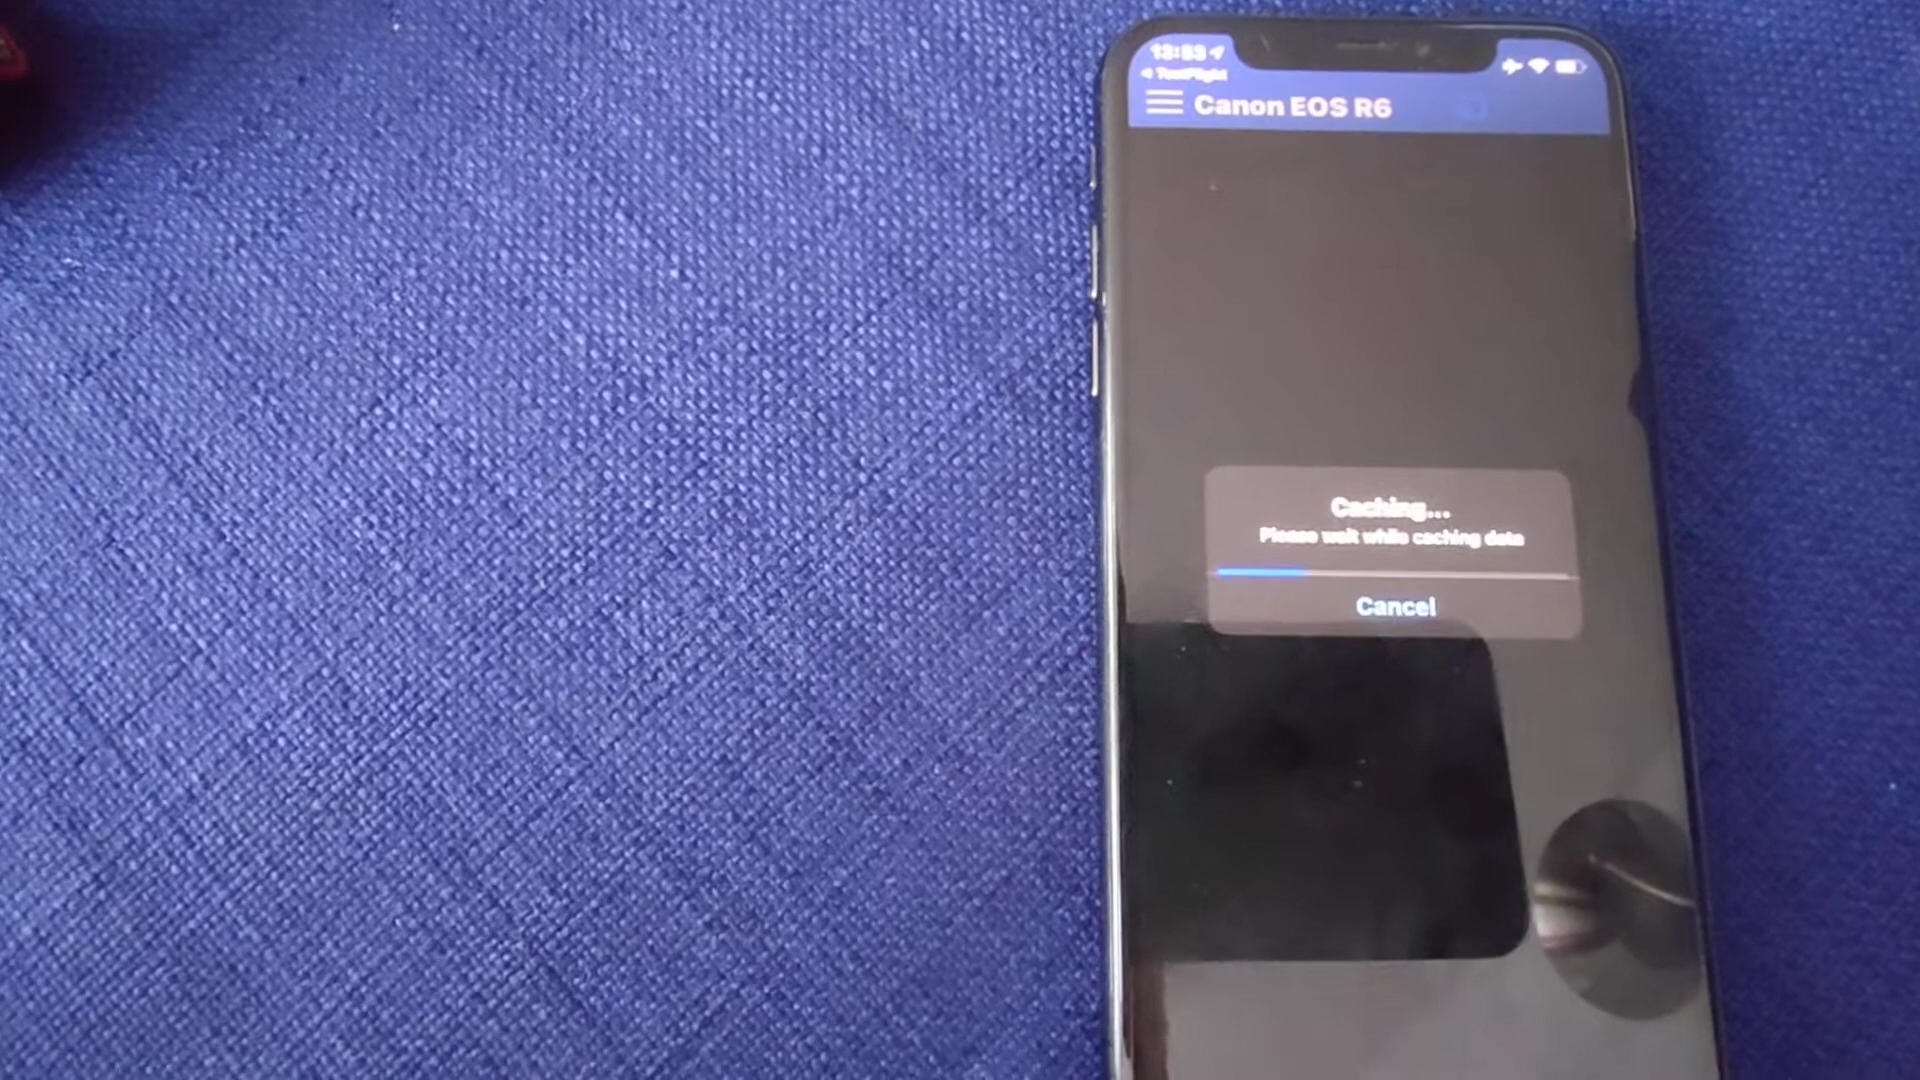 13:53
◀ TestFlight
Canon EOS R6
Caching...
Please wait while caching data
Cancel